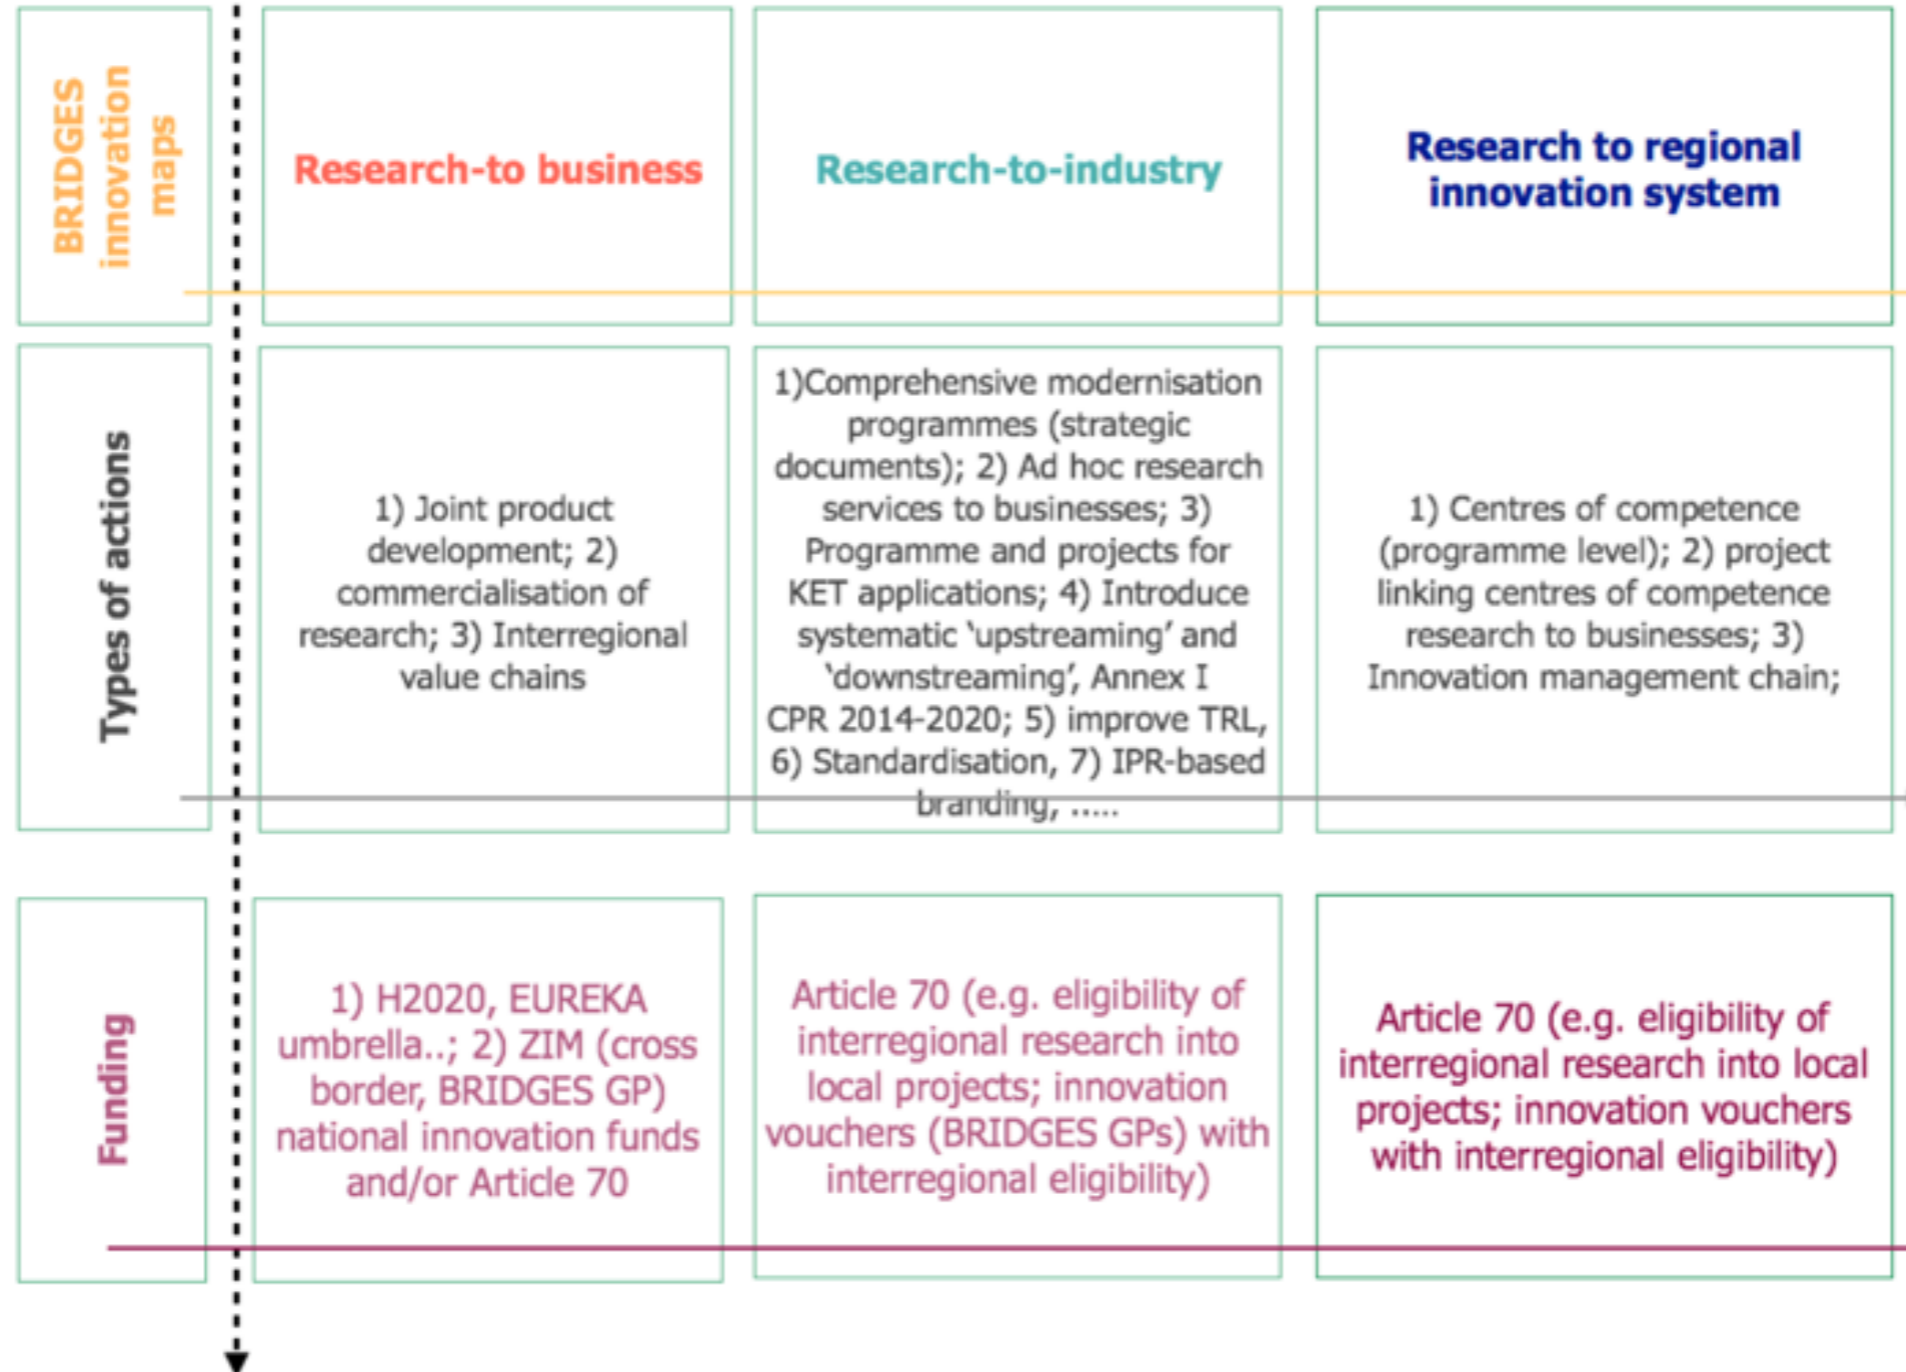 BRIDGES
innovation
maps
Research-to business
Research-to-industry
Research to regional
innovation system
Types of actions
1) Joint product
development; 2)
commercialisation of
research; 3) Interregional
value chains
1)Comprehensive modernisation
programmes (strategic
documents); 2) Ad hoc research
services to businesses; 3)
Programme and projects for
KET applications; 4) Introduce
systematic ‘upstreaming’ and
‘downstreaming’, Annex I
CPR 2014-2020; 5) improve TRL,
6) Standardisation, 7) IPR-based
branding, .....
1) Centres of competence
(programme level); 2) project
linking centres of competence
research to businesses; 3)
Innovation management chain;
Funding
1) H2020, EUREKA
umbrella..; 2) ZIM (cross
border, BRIDGES GP)
national innovation funds
and/or Article 70
Article 70 (e.g. eligibility of
interregional research into
local projects; innovation
vouchers (BRIDGES GPs) with
interregional eligibility)
Article 70 (e.g. eligibility of
interregional research into local
projects; innovation vouchers
with interregional eligibility)